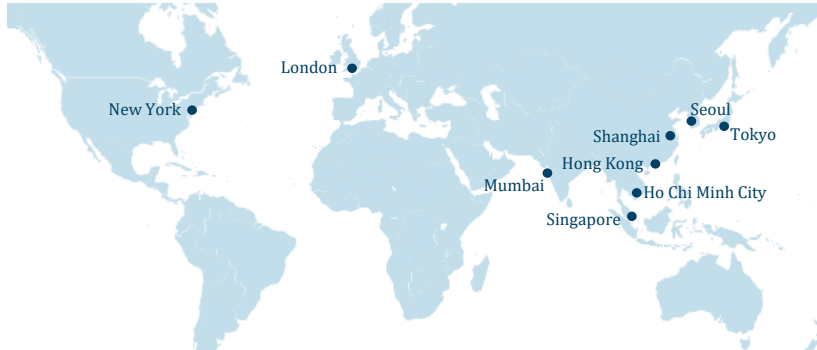 London
New York
Seoul
Tokyo
Shanghai
Hong Kong
Mumbai
Ho Chi Minh City
Singapore